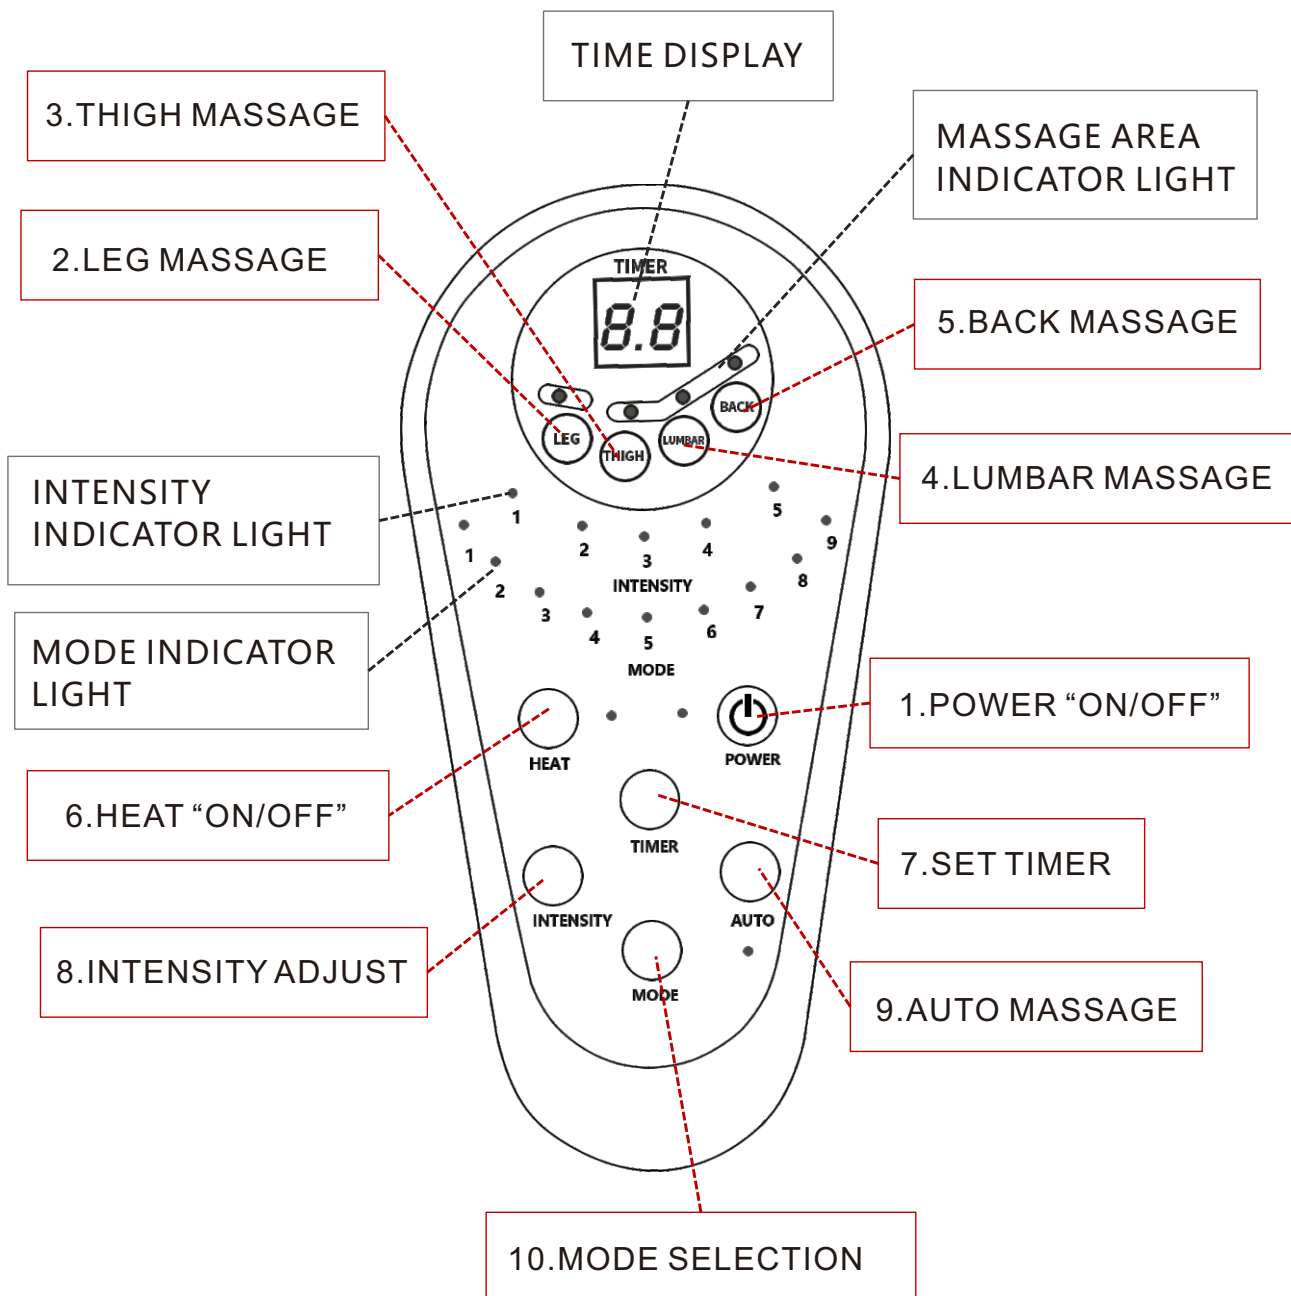 TIME DISPLAY
3.THIGH MASSAGE
MASSAGE AREA
INDICATOR LIGHT
2.LEG MASSAGE
TIMER
8.8
5.BACK MASSAGE
BACK
LEG
THIGH
LUMBAR
4.LUMBAR MASSAGE
INTENSITY
INDICATOR LIGHT
1
2
3
4
5
INTENSITY
1
2
3
4
5
6
7
8
9
MODE
MODE INDICATOR
LIGHT
1.POWER “ON/OFF”
HEAT
POWER
6.HEAT “ON/OFF”
TIMER
7.SET TIMER
INTENSITY
AUTO
8.INTENSITY ADJUST
MODE
9.AUTO MASSAGE
10.MODE SELECTION